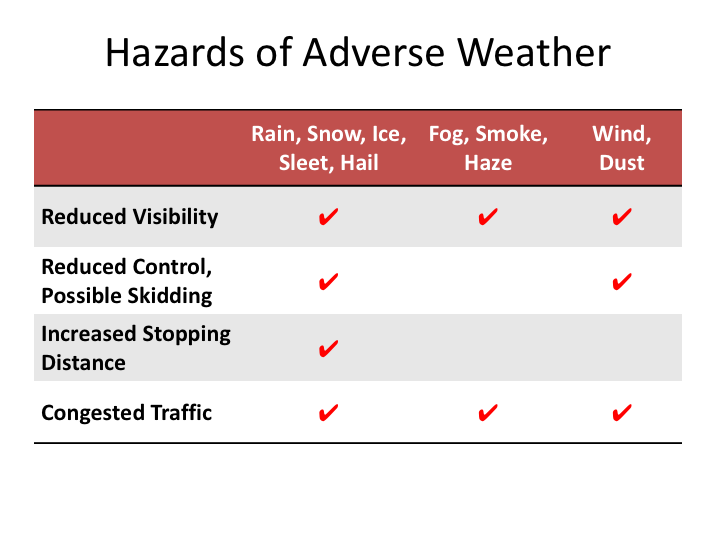 Hazards of Adverse Weather
Rain, Snow, Ice, Fog, Smoke, Wind,
Sleet, Hail Haze Dust
Reduced Visibility ✔ ✔ ✔
Reduced Control,
Possible Skidding ✔ ✔
Increased Stopping
Distance ✔
Congested Traffic ✔ ✔ ✔